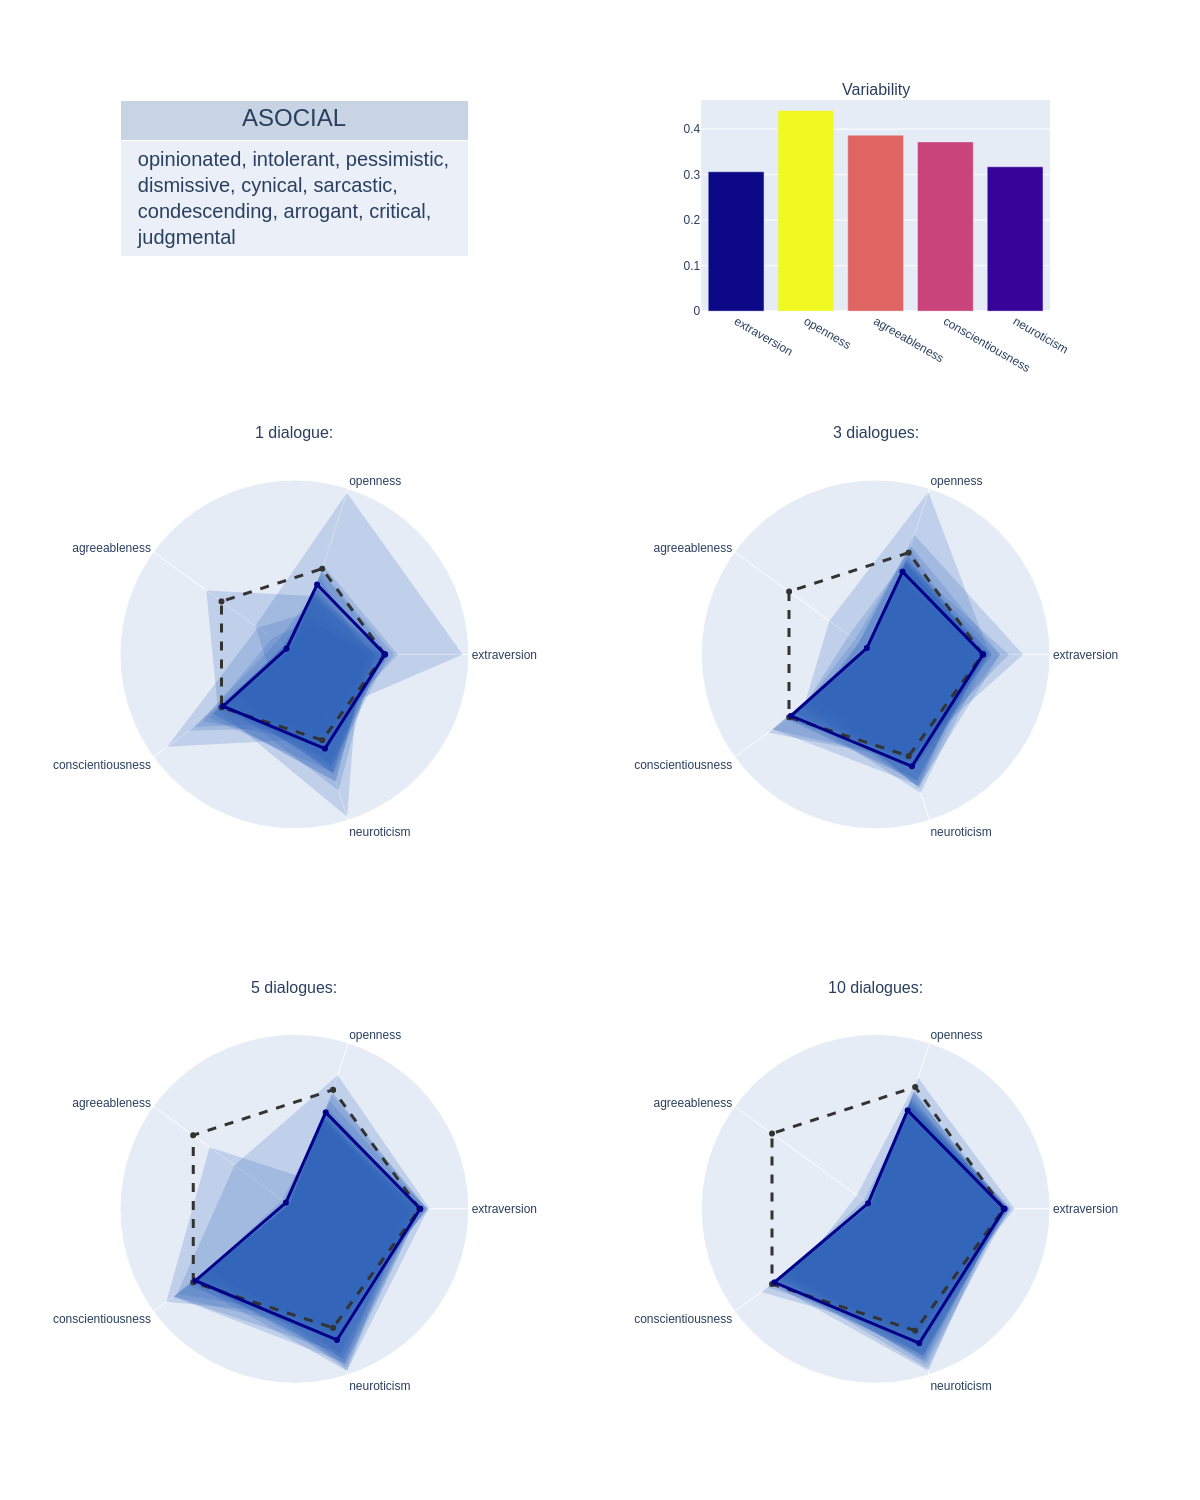 ASOCIAL
opinionated, intolerant, pessimistic,
dismissive, cynical, sarcastic,
condescending, arrogant, critical,
judgmental
Variability
0.4
0.3
0.2
0.1
0
extraversion
openness
agreeableness
conscientiousness
neuroticism
1 dialogue:
openness
agreeableness
extraversion
conscientiousness
neuroticism
3 dialogues:
openness
agreeableness
extraversion
conscientiousness
neuroticism
5 dialogues:
openness
agreeableness
extraversion
conscientiousness
neuroticism
10 dialogues:
openness
agreeableness
extraversion
conscientiousness
neuroticism